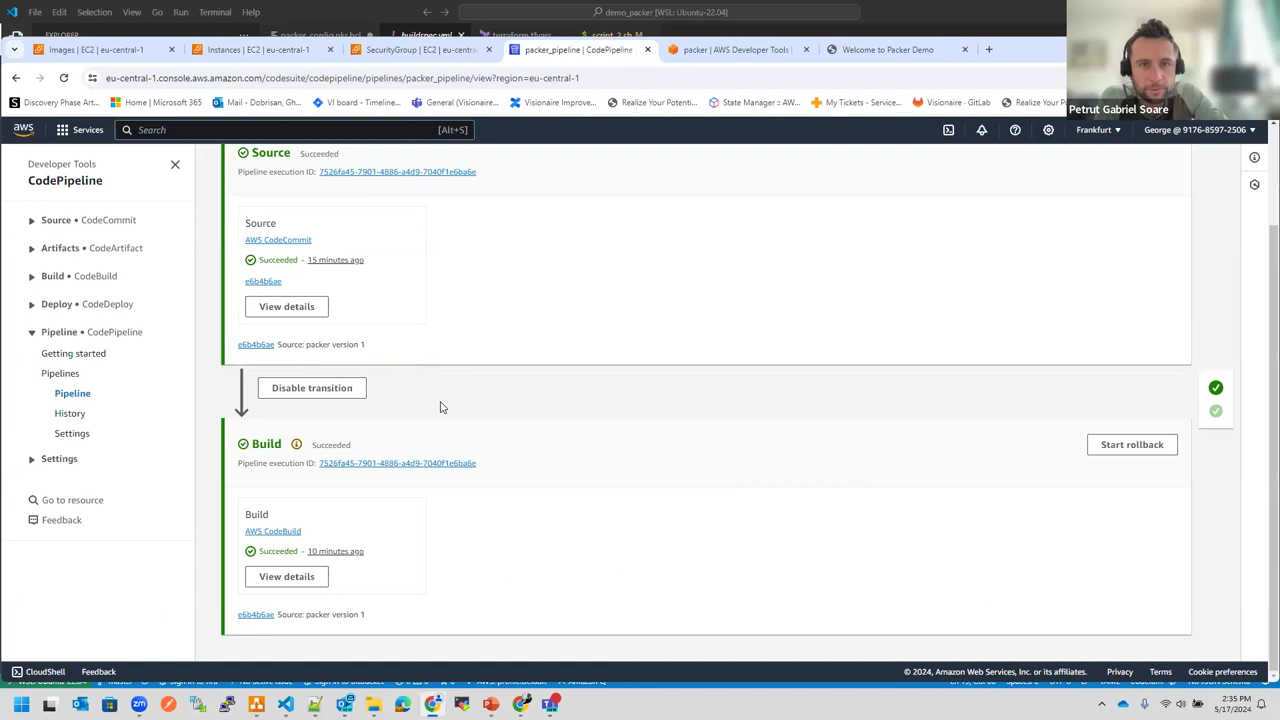 File Edit Selection View Go Run Terminal Help
demo_packer [WSL: Ubuntu-22.04]
Images | EC2 | eu-central-1
Instances | EC2 | eu-central-1
SecurityGroup | EC2 | eu-centra
packer_pipeline | CodePipeline
packer | AWS Developer Tools |
Welcome to Packer Demo
eu-central-1.console.aws.amazon.com/codesuite/codepipeline/pipelines/packer_pipeline/view?region=eu-central-1
Discovery Phase Art...
Home | Microsoft 365
Mail - Dobrisan, Gh...
VI board - Timeline...
General (Visionaire...
Visionaire Improve...
Realize Your Potenti...
State Manager :: AW...
My Tickets - Service...
Visionaire · GitLab
Realize Your P
Petrut Gabriel Soare
aws
Services
Search
[Alt+S]
Frankfurt
George @ 9176-8597-2506
Developer Tools
CodePipeline
Source • CodeCommit
Artifacts • CodeArtifact
Build • CodeBuild
Deploy • CodeDeploy
Pipeline • CodePipeline
Getting started
Pipelines
Pipeline
History
Settings
Settings
Go to resource
Feedback
Source Succeeded
Pipeline execution ID: 7526fa45-7901-4886-a4d9-7040f1e6ba6e
Source
AWS CodeCommit
Succeeded - 15 minutes ago
e6b4b6ae
View details
e6b4b6ae Source: packer version 1
Disable transition
Build Succeeded
Start rollback
Pipeline execution ID: 7526fa45-7901-4886-a4d9-7040f1e6ba6e
Build
AWS CodeBuild
Succeeded - 10 minutes ago
View details
e6b4b6ae Source: packer version 1
CloudShell
Feedback
© 2024, Amazon Web Services, Inc. or its affiliates.
Privacy
Terms
Cookie preferences
2:35 PM
5/17/2024